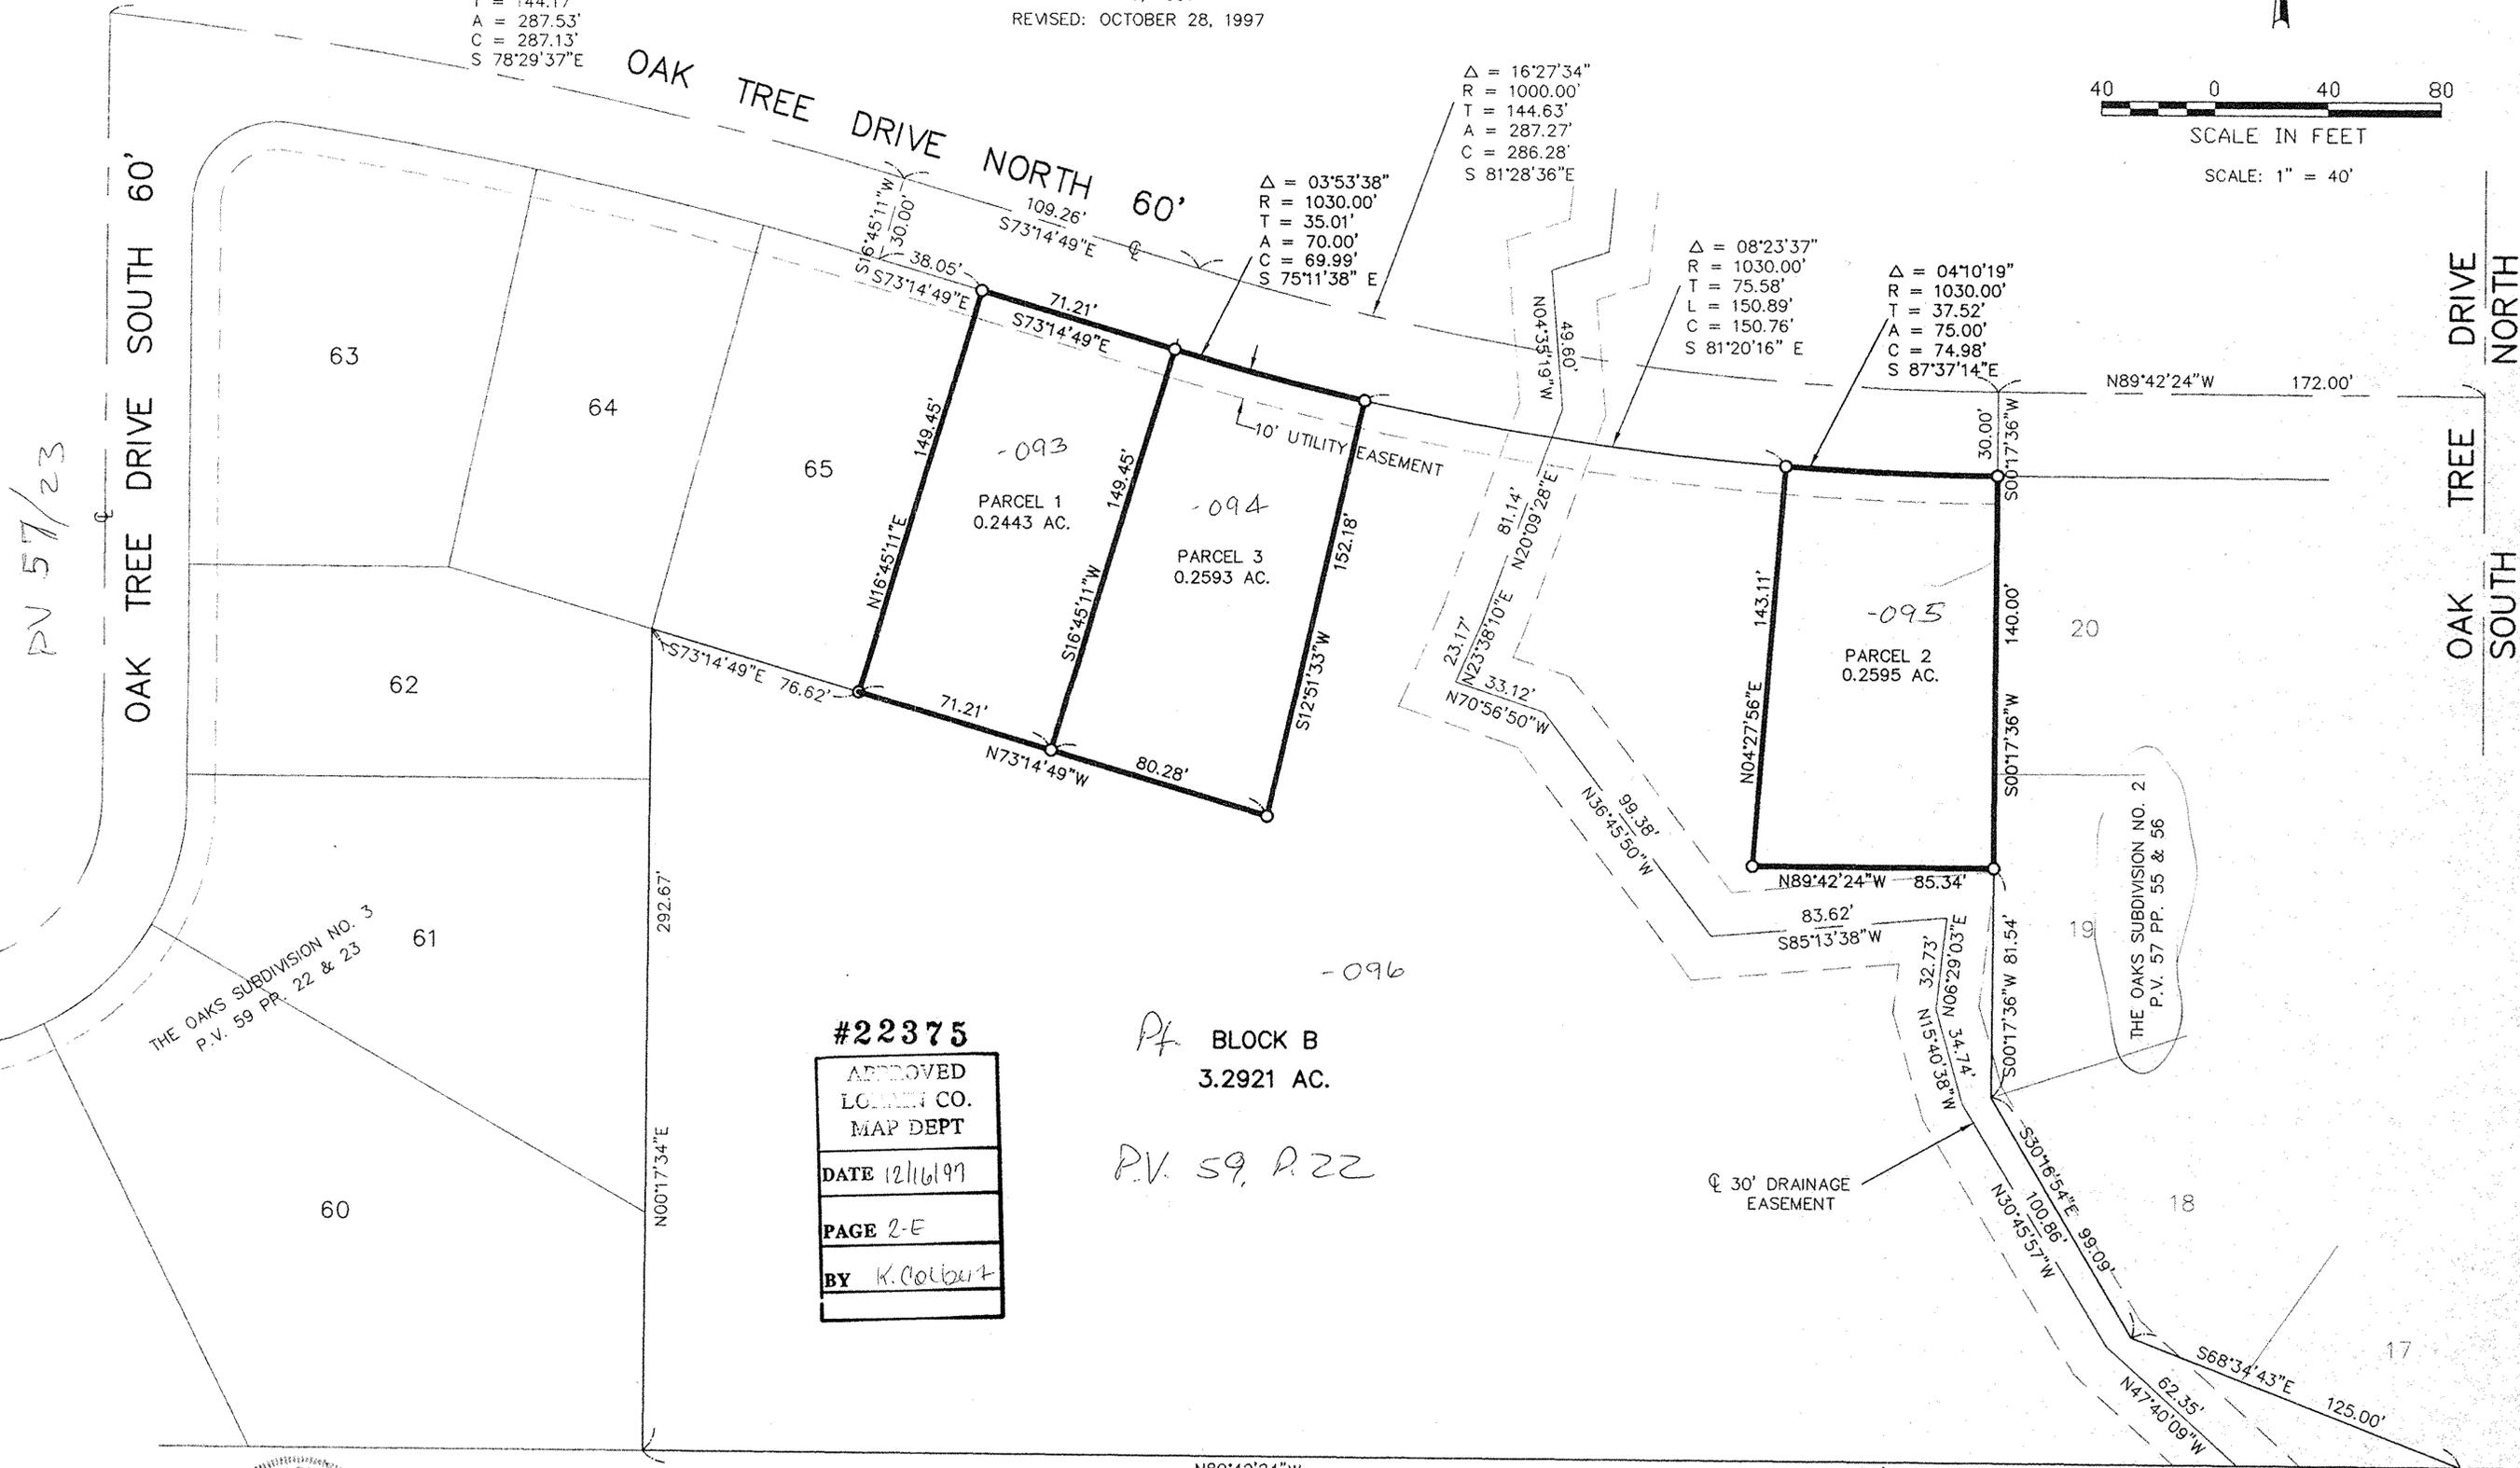 A = 287.53'
C = 287.13'
S 78°29'37"E
REVISED: OCTOBER 28, 1997
OAK TREE DRIVE NORTH 60'
Δ = 16°27'34"
R = 1000.00'
T = 144.63'
A = 287.27'
C = 286.28'
S 81°28'36"E
40 0 40 80
SCALE IN FEET
SCALE: 1" = 40'
OAK TREE DRIVE SOUTH 60'
PV 57/23
S16°45'11"W
30.00'
109.26'
S73°14'49"E
38.05'
S73°14'49"E
Δ = 03°53'38"
R = 1030.00'
T = 35.01'
A = 70.00'
C = 69.99'
S 75°11'38" E
71.21'
S73°14'49"E
Δ = 08°23'37"
R = 1030.00'
T = 75.58'
L = 150.89'
C = 150.76'
S 81°20'16" E
Δ = 04°10'19"
R = 1030.00'
T = 37.52'
A = 75.00'
C = 74.98'
S 87°37'14"E
N89°42'24"W 172.00'
30.00'
S00°17'36"W
OAK TREE DRIVE
SOUTH NORTH
49.60'
N04°35'19"W
10' UTILITY EASEMENT
63
64
65
149.45'
N16°45'11"E
-093
PARCEL 1
0.2443 AC.
149.45'
S16°45'11"W
-094
PARCEL 3
0.2593 AC.
152.18'
S12°51'33"W
81.14'
N20°09'28"E
23.17'
N23°38'10"E
33.12'
N70°56'50"W
143.11'
N04°27'56"E
-095
PARCEL 2
0.2595 AC.
140.00'
S00°17'36"W
20
62
S73°14'49"E 76.62'
71.21'
N73°14'49"W
80.28'
99.38'
N36°45'50"W
N89°42'24"W 85.34'
83.62'
S85°13'38"W
32.73'
N06°29'03"E
34.74'
N15°40'38"W
S00°17'36"W 81.54'
19
THE OAKS SUBDIVISION NO. 2
P.V. 57 PP. 55 & 56
61
THE OAKS SUBDIVISION NO. 3
P.V. 59 PP. 22 & 23
292.67'
N00°17'34"E
60
-096
Pt. BLOCK B
3.2921 AC.
P.V. 59, P. 22
#22375
APPROVED
LORAIN CO.
MAP DEPT
DATE 12/16/97
PAGE 2-E
BY K. Colbert
℄ 30' DRAINAGE
EASEMENT
S30°16'54"E 99.09'
100.86'
N30°45'57"W
18
17
S68°34'43"E 125.00'
62.35'
N47°40'09"W